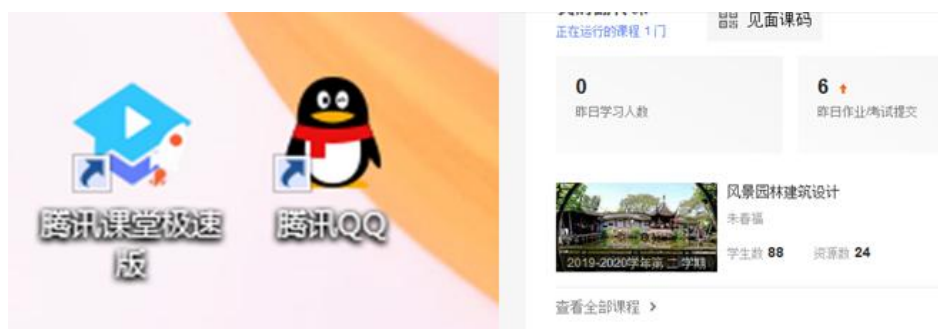 腾讯课堂极速
版
腾讯QQ
正在运行的课程 1门
见面课码
0
昨日学习人数
6
昨日作业/考试提交
风景园林建筑设计
朱春福
学生数 88 资源数 24
2019-2020学年第二学期
查看全部课程 >